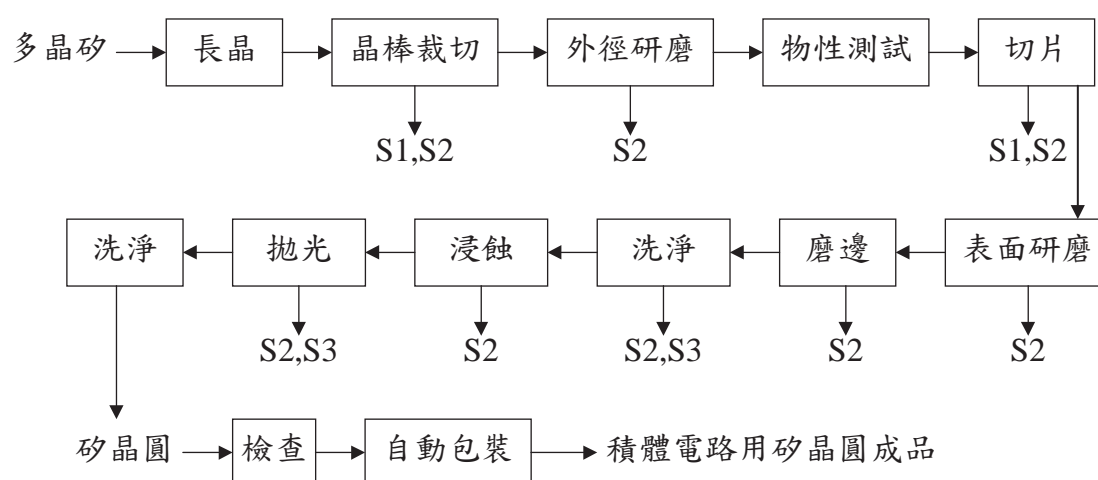 多晶矽 長晶 晶棒裁切 外徑研磨 物性測試 切片
S1,S2 S2 S1,S2
洗淨 拋光 浸蝕 洗淨 磨邊 表面研磨
S2,S3 S2 S2,S3 S2 S2
矽晶圓 檢查 自動包裝 積體電路用矽晶圓成品